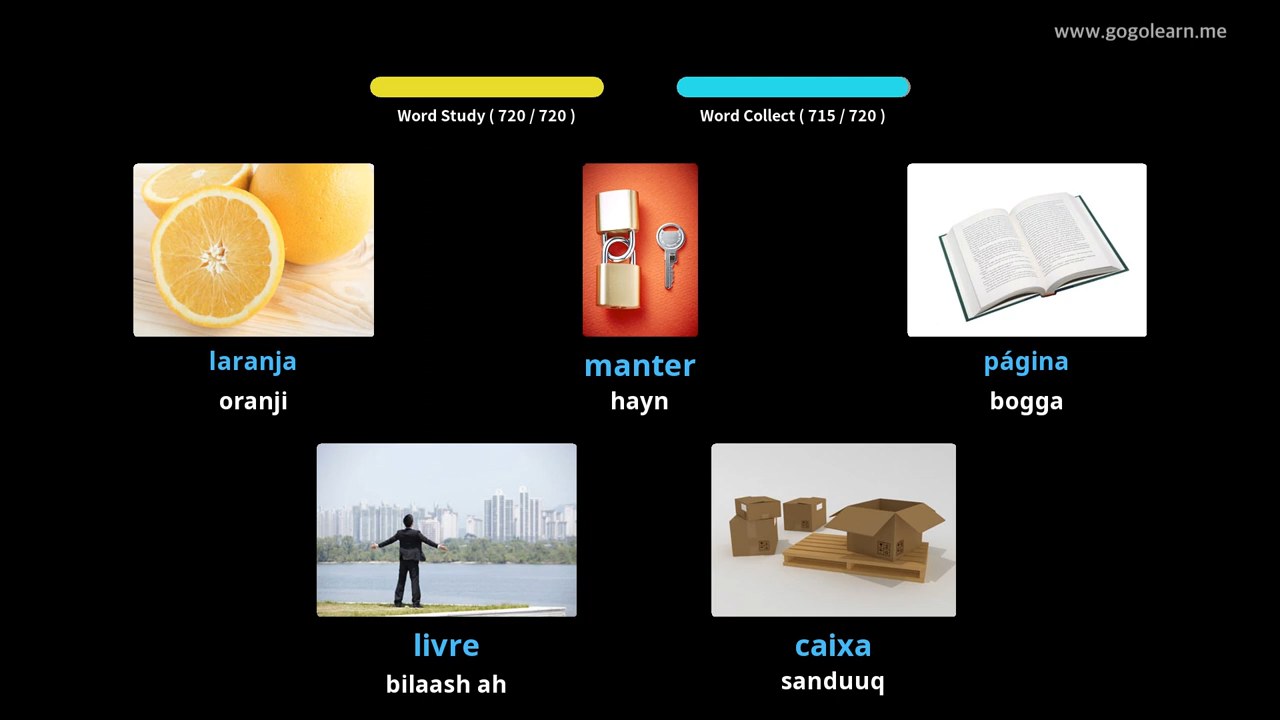 www.gogolearn.me
Word Study ( 720 / 720 )
Word Collect ( 715 / 720 )
laranja
manter
página
oranji
hayn
bogga
livre
caixa
bilaash ah
sanduuq